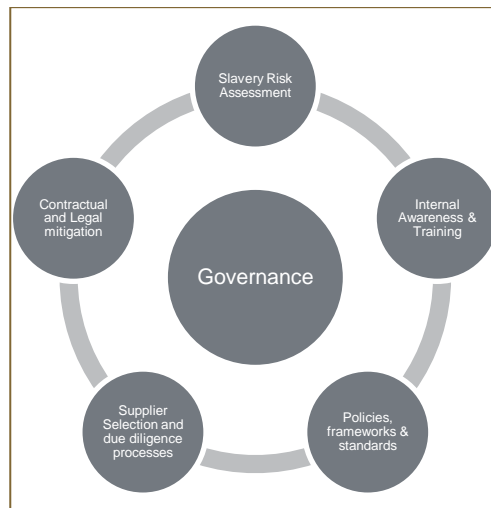 Slavery Risk
Assessment
Internal
Awareness &
Training
Policies,
frameworks &
standards
Supplier
Selection and
due diligence
processes
Contractual
and Legal
mitigation
Governance